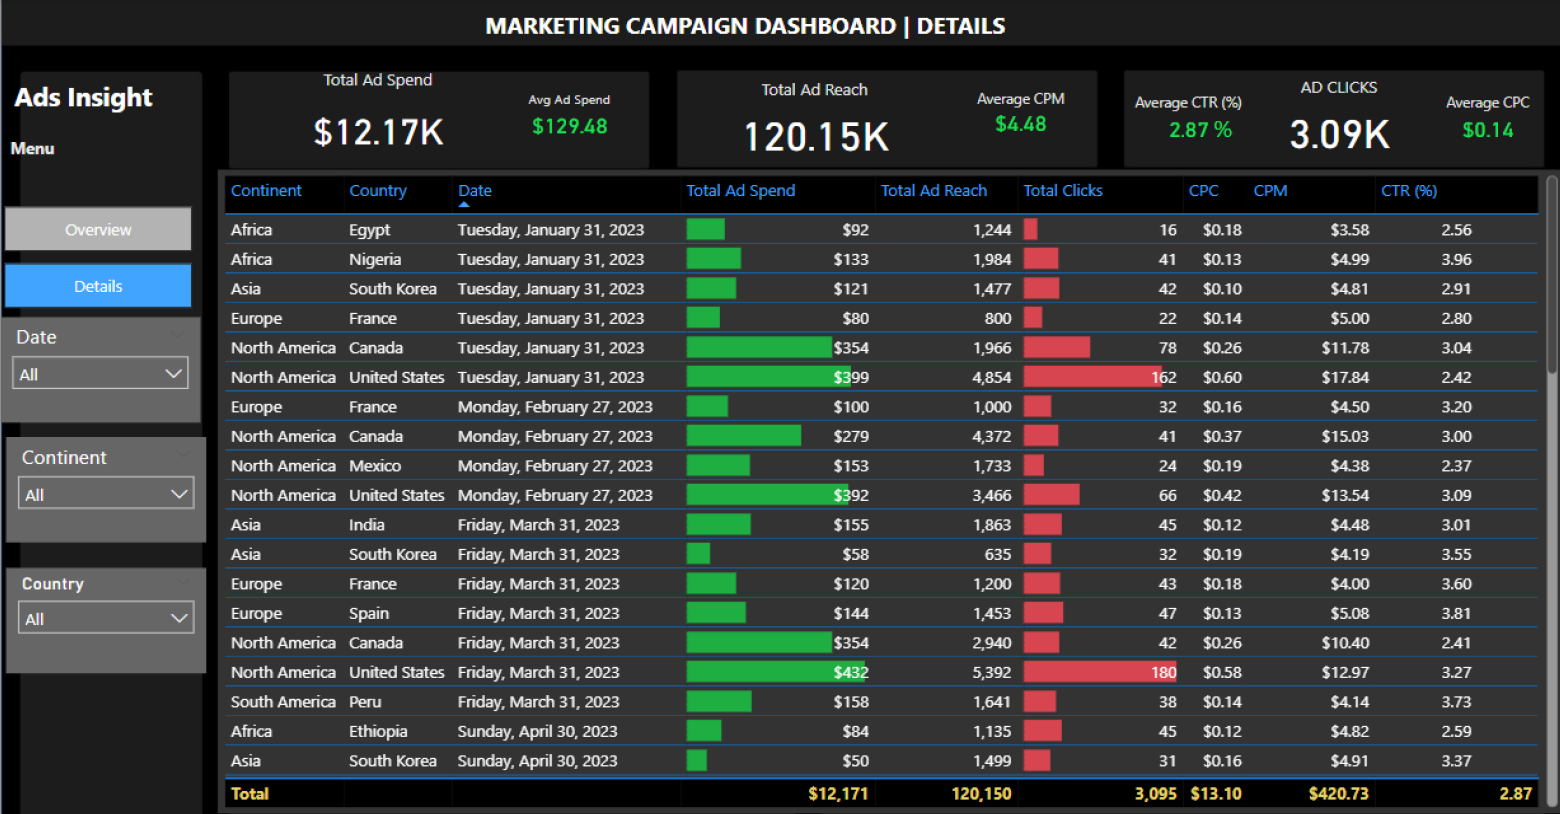 MARKETING CAMPAIGN DASHBOARD | DETAILS
Ads Insight
Menu
Overview
Details
Date
All
Continent
All
Country
All
Total Ad Spend
$12.17K
Avg Ad Spend
$129.48
Total Ad Reach
120.15K
Average CPM
$4.48
Average CTR (%)
2.87 %
AD CLICKS
3.09K
Average CPC
$0.14
Continent Country Date Total Ad Spend Total Ad Reach Total Clicks CPC CPM CTR (%)
Africa Egypt Tuesday, January 31, 2023 $92 1,244 16 $0.18 $3.58 2.56
Africa Nigeria Tuesday, January 31, 2023 $133 1,984 41 $0.13 $4.99 3.96
Asia South Korea Tuesday, January 31, 2023 $121 1,477 42 $0.10 $4.81 2.91
Europe France Tuesday, January 31, 2023 $80 800 22 $0.14 $5.00 2.80
North America Canada Tuesday, January 31, 2023 $354 1,966 78 $0.26 $11.78 3.04
North America United States Tuesday, January 31, 2023 $399 4,854 162 $0.60 $17.84 2.42
Europe France Monday, February 27, 2023 $100 1,000 32 $0.16 $4.50 3.20
North America Canada Monday, February 27, 2023 $279 4,372 41 $0.37 $15.03 3.00
North America Mexico Monday, February 27, 2023 $153 1,733 24 $0.19 $4.38 2.37
North America United States Monday, February 27, 2023 $392 3,466 66 $0.42 $13.54 3.09
Asia India Friday, March 31, 2023 $155 1,863 45 $0.12 $4.48 3.01
Asia South Korea Friday, March 31, 2023 $58 635 32 $0.19 $4.19 3.55
Europe France Friday, March 31, 2023 $120 1,200 43 $0.18 $4.00 3.60
Europe Spain Friday, March 31, 2023 $144 1,453 47 $0.13 $5.08 3.81
North America Canada Friday, March 31, 2023 $354 2,940 42 $0.26 $10.40 2.41
North America United States Friday, March 31, 2023 $432 5,392 180 $0.58 $12.97 3.27
South America Peru Friday, March 31, 2023 $158 1,641 38 $0.14 $4.14 3.73
Africa Ethiopia Sunday, April 30, 2023 $84 1,135 45 $0.12 $4.82 2.59
Asia South Korea Sunday, April 30, 2023 $50 1,499 31 $0.16 $4.91 3.37
Total $12,171 120,150 3,095 $13.10 $420.73 2.87